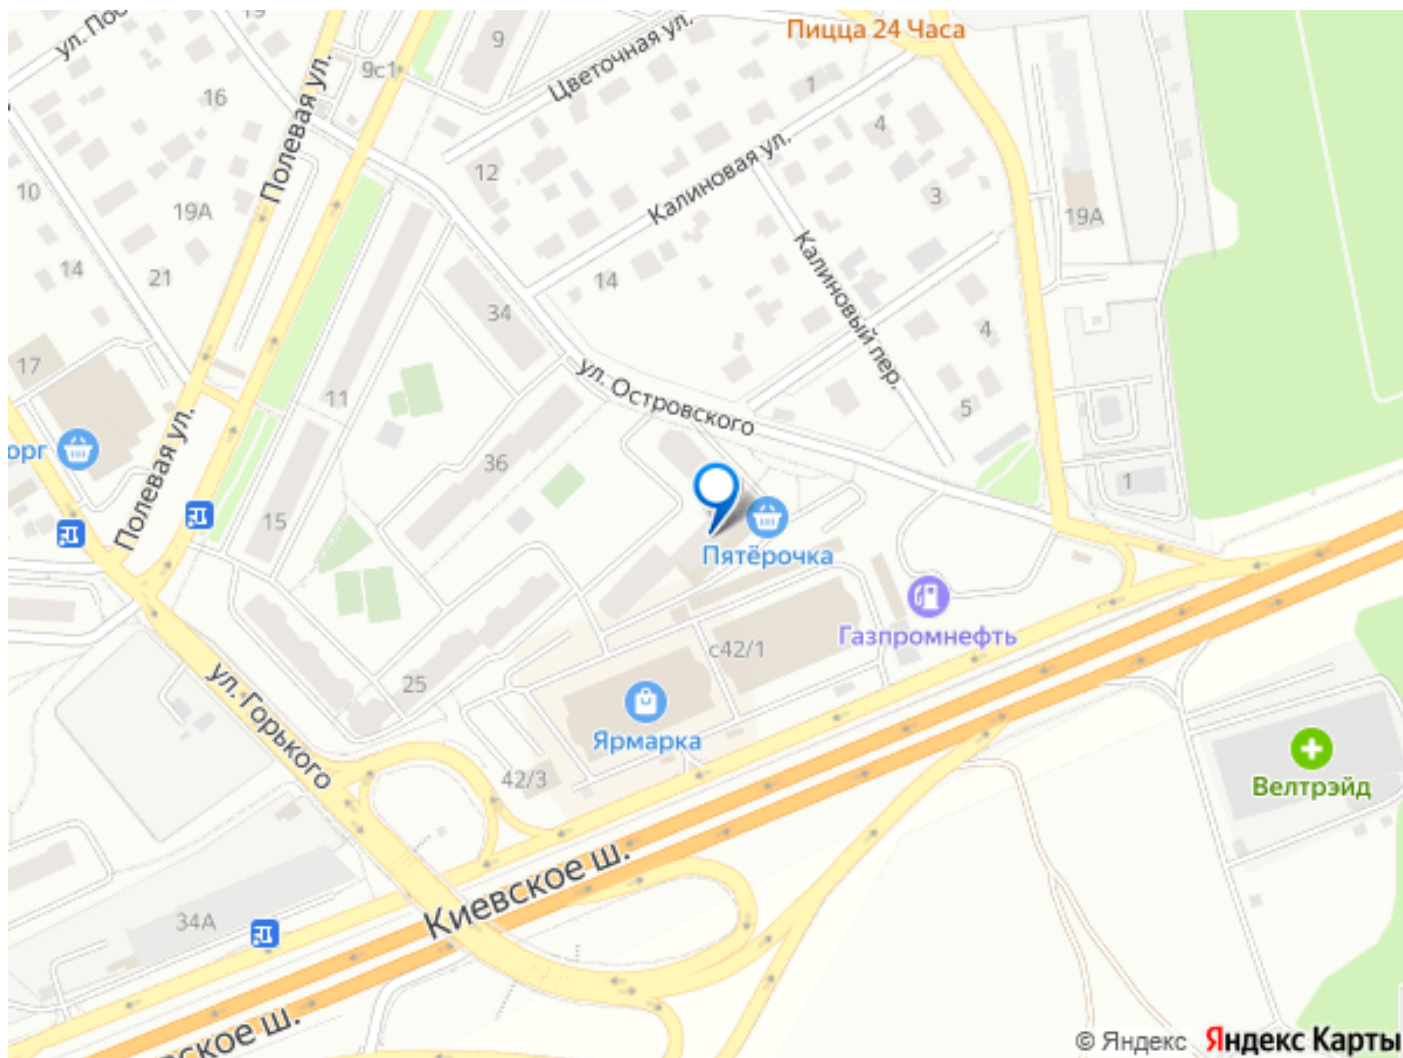 Пицца 24 Часа
9
ул. Пос
19
Цветочная ул.
9с1
16
1
4
Полевая ул.
12
Калиновая ул.
10
3
19А
19А
14
21
14
Калиновый пер.
34
4
17
ул. Островского
11
5
Полевая ул.
орг
36
1
15
Пятёрочка
Газпромнефть
с42/1
25
ул. Горького
Ярмарка
42/3
Велтрэйд
Киевское ш.
34А
вское ш.
© Яндекс Яндекс Карты